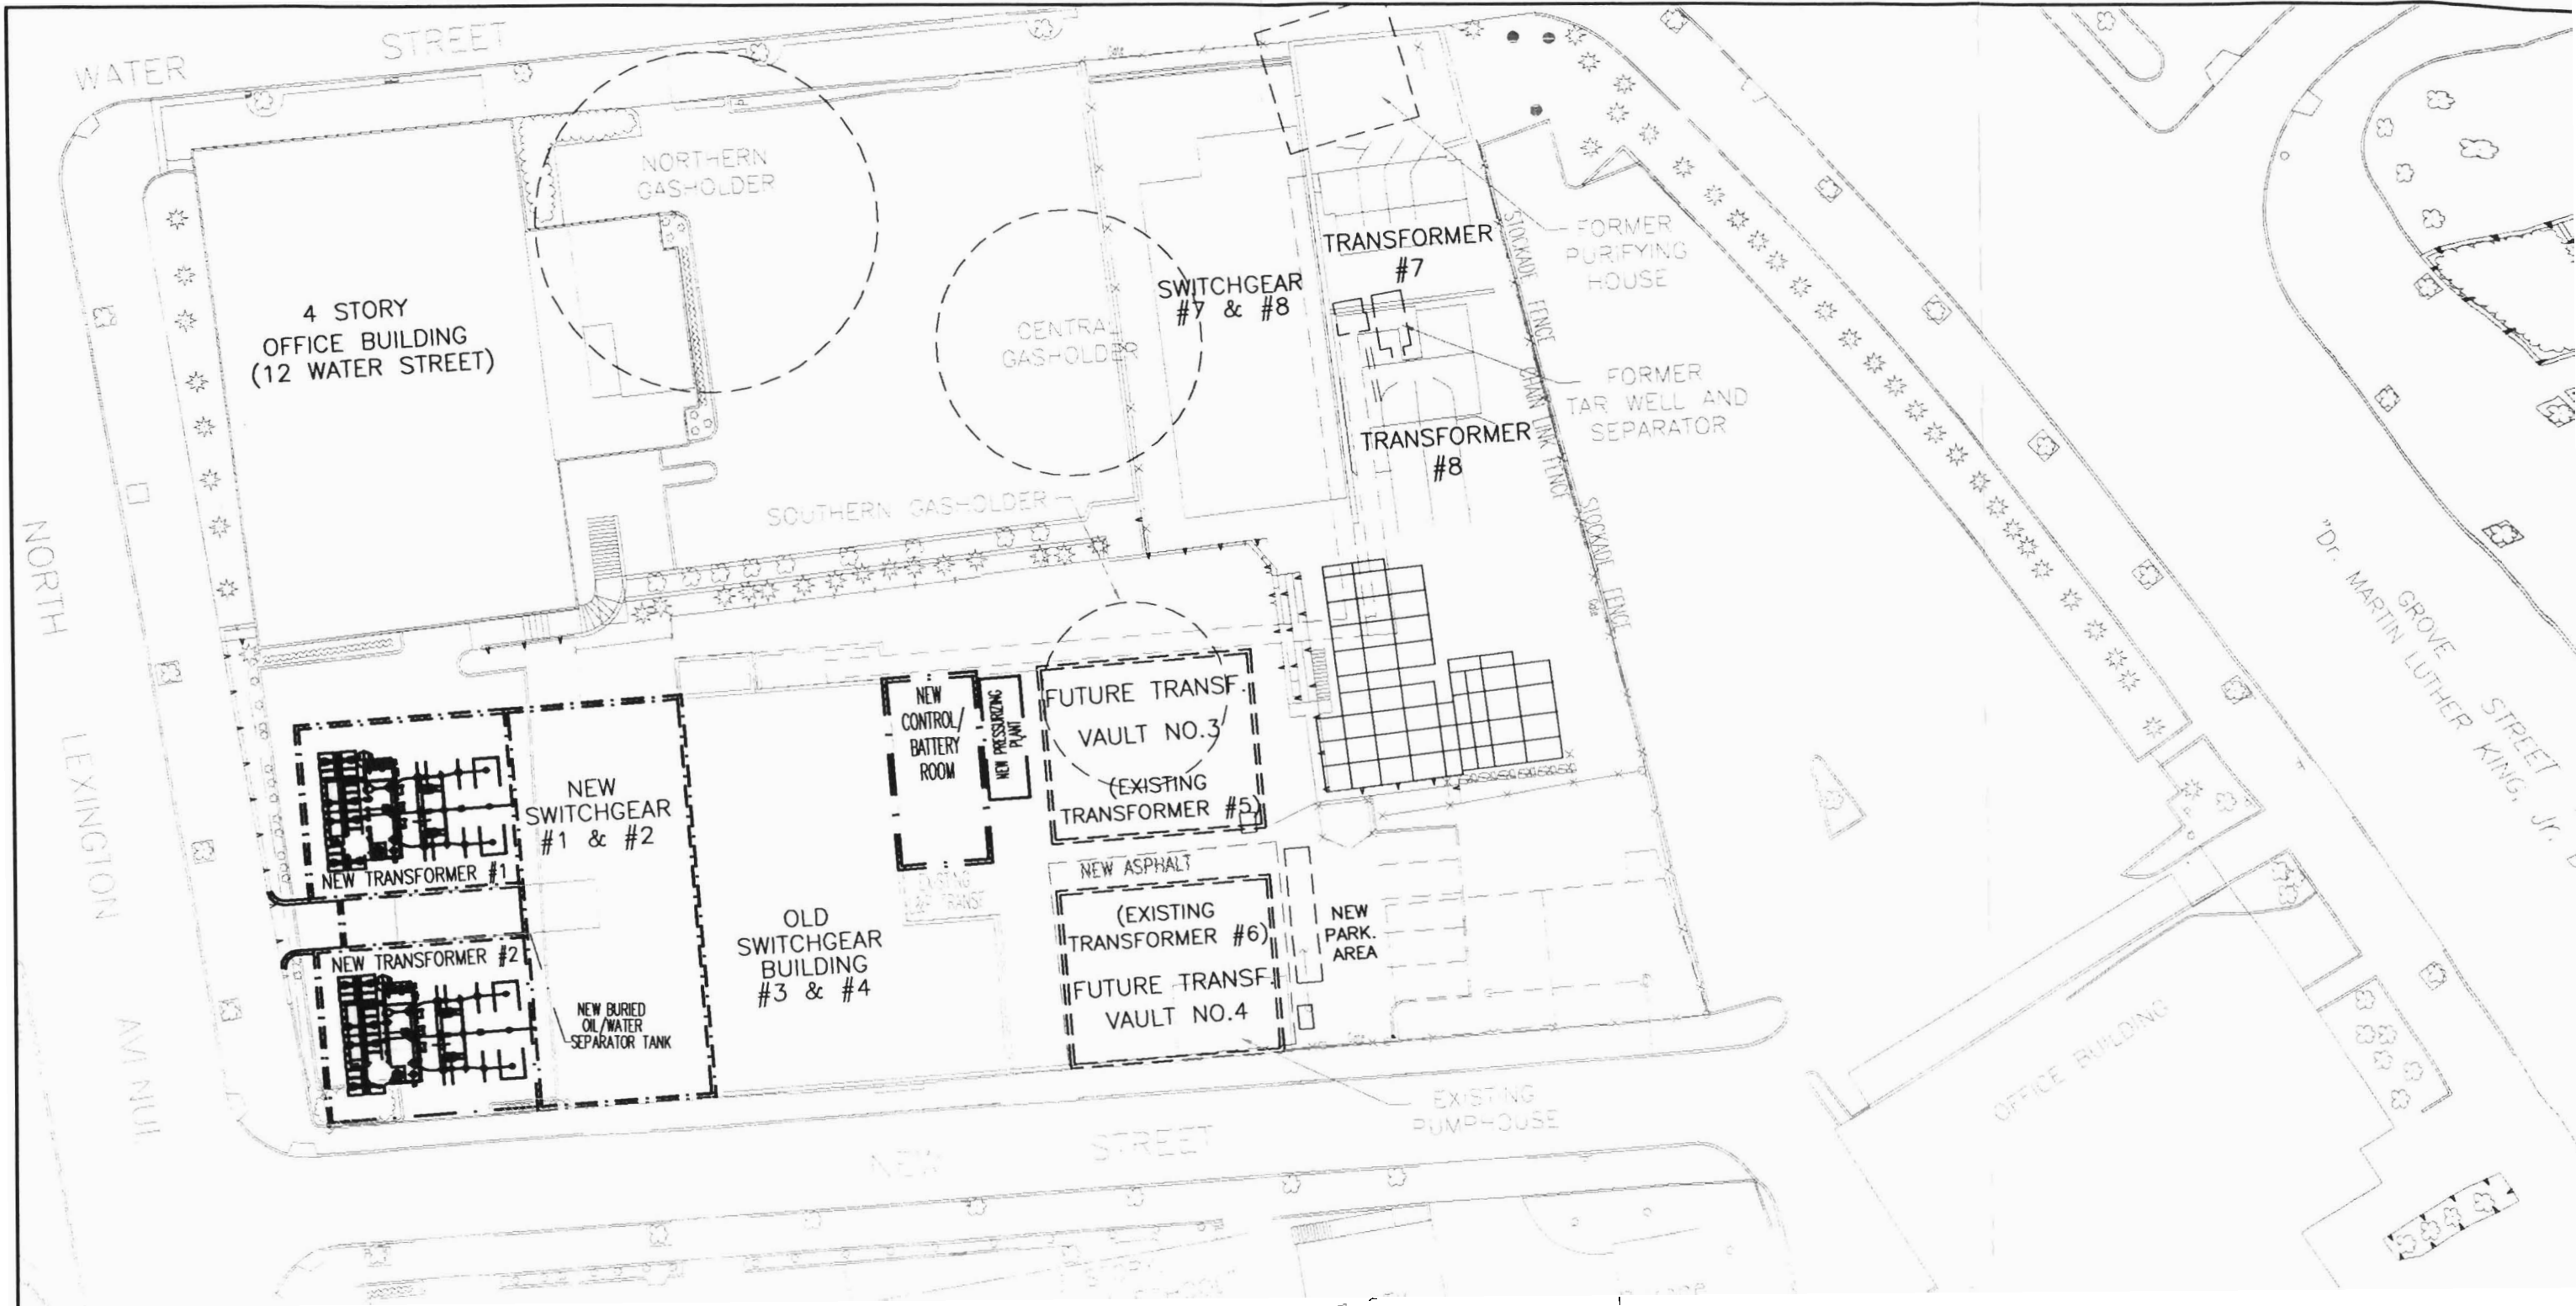 WATER STREET
NORTHERN
GASHOLDER
4 STORY
OFFICE BUILDING
(12 WATER STREET)
CENTRAL
GASHOLDER
SWITCHGEAR
#7 & #8
TRANSFORMER
#7
FORMER
PURIFYING
HOUSE
STOCKADE FENCE
CHAIN LINK FENCE
STOCKADE FENCE
FORMER
TAR WELL AND
SEPARATOR
TRANSFORMER
#8
SOUTHERN GASHOLDER
NORTH LEXINGTON
GROVE STREET
"Dr. MARTIN LUTHER KING, Jr.
NEW
CONTROL/
BATTERY
ROOM
NEW PRESSURIZING
PLANT
FUTURE TRANSF.
VAULT NO.3
(EXISTING
TRANSFORMER #5)
NEW
SWITCHGEAR
#1 & #2
NEW TRANSFORMER #1
NEW ASPHALT
EXISTING
(EXISTING
TRANSFORMER #6)
FUTURE TRANSF.
VAULT NO.4
NEW
PARK.
AREA
OLD
SWITCHGEAR
BUILDING
#3 & #4
NEW TRANSFORMER #2
NEW BURIED
OIL/WATER
SEPARATOR TANK
EXISTING
PUMPHOUSE
OFFICE BUILDING
NEW STREET